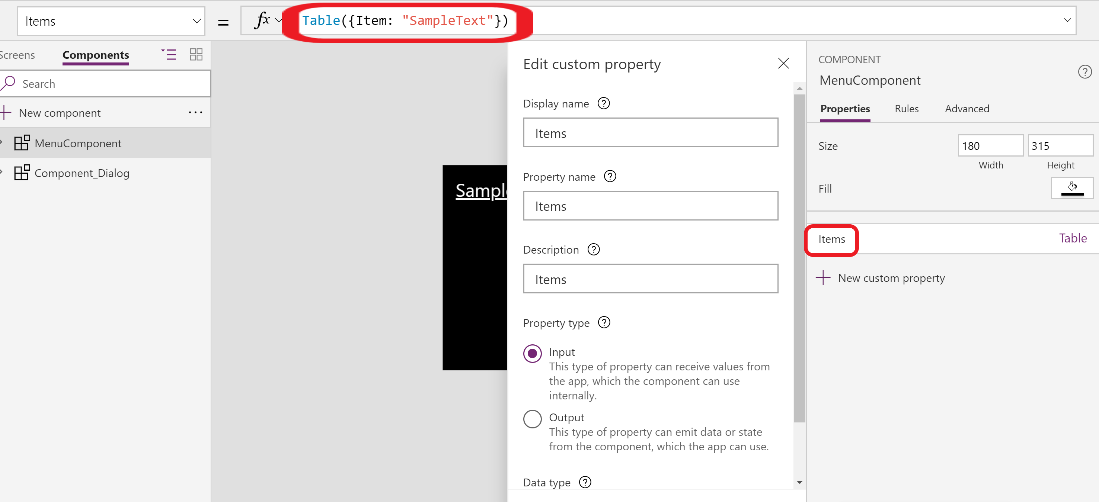 Items = fx Table({Item: "SampleText"})
Screens Components
Search
New component ...
MenuComponent
Component_Dialog
Sample
Edit custom property
Display name ?
Items
Property name ?
Items
Description ?
Items
Property type ?
Input
This type of property can receive values from
the app, which the component can use
internally.
Output
This type of property can emit data or state
from the component, which the app can use.
Data type ?
COMPONENT
MenuComponent ?
Properties Rules Advanced
Size 180 315
Width Height
Fill
Items Table
New custom property